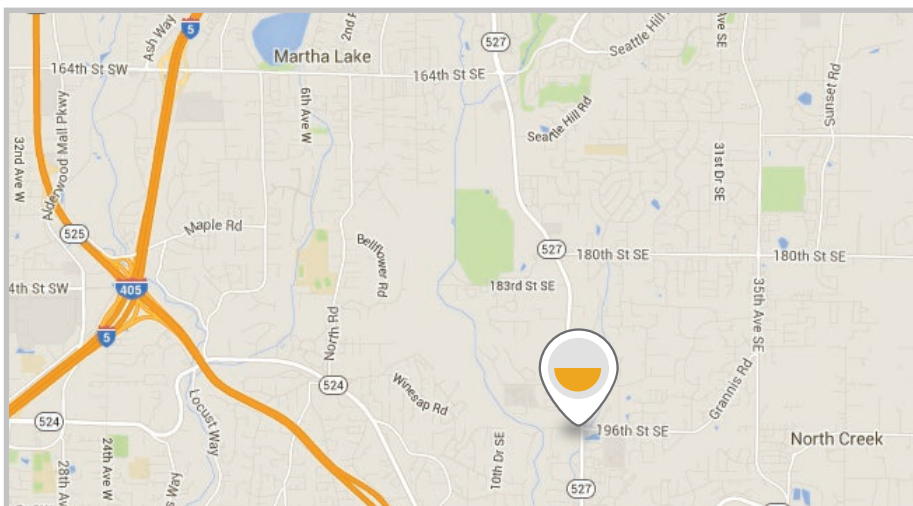 5
Ash Way
2nd
527
Seattle Hill Rd
Ave SE
Martha Lake
164th St SW
164th St SE
Sunset Rd
6th Ave W
Alderwood Mall Pkwy
Seattle Hill Rd
32nd Ave W
31st Dr SE
Maple Rd
525
Bellflower Rd
527
180th St SE
180th St SE
405
4th St SW
183rd St SE
35th Ave SE
5
North Rd
524
Winesap Rd
Grannis Rd
Locust Way
524
196th St SE
North Creek
24th Ave W
10th Dr SE
28th Av
s Way
527